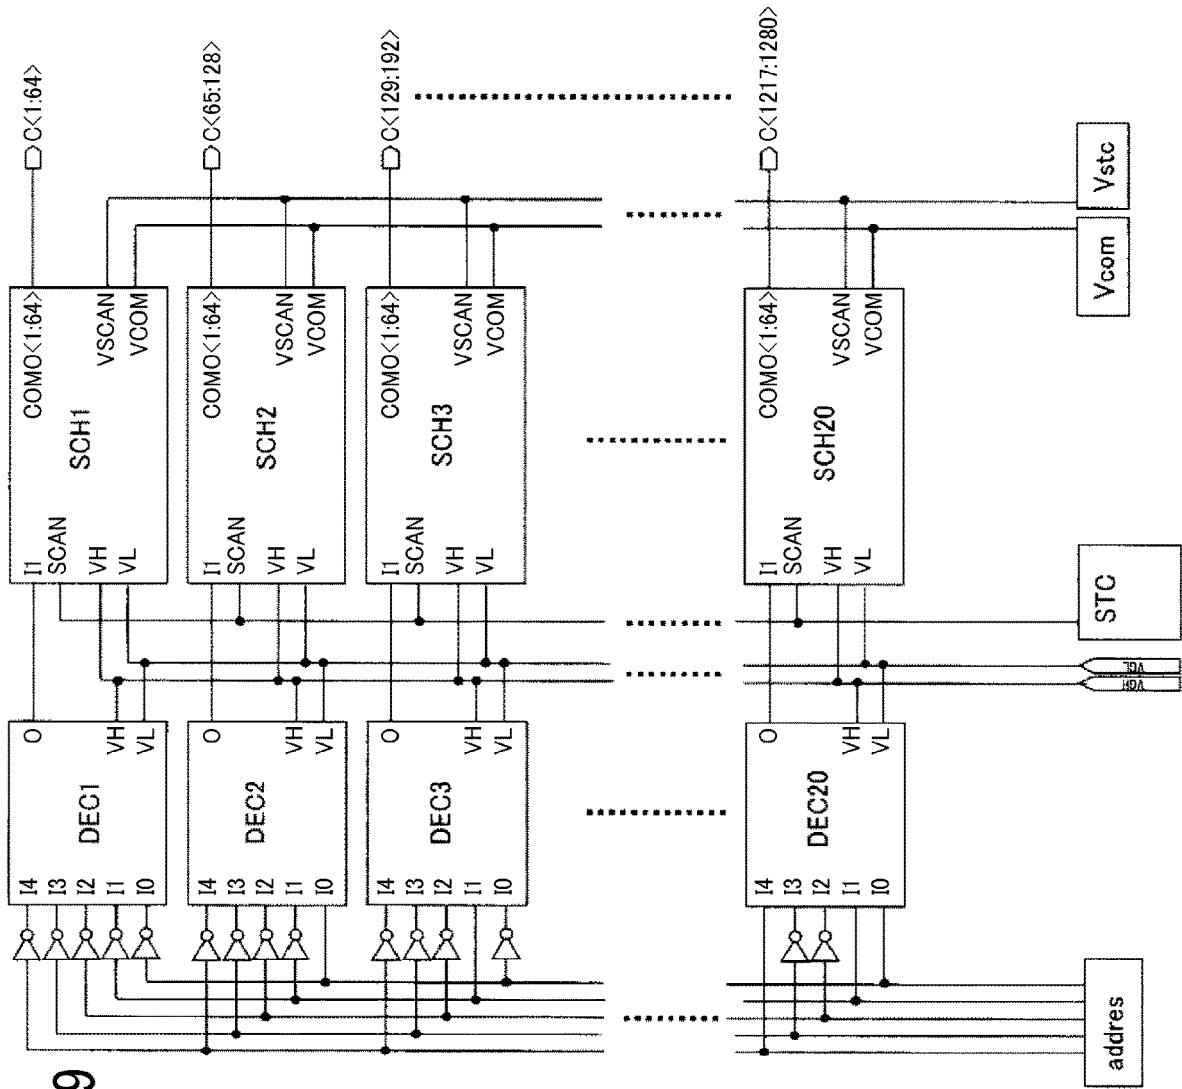 C<1:64>
C<65:128>
C<129:192>
C<1217:1280>
COMO<1:64>
VSCAN
VCOM
SCH1
I1
SCAN
VH
VL
COMO<1:64>
VSCAN
VCOM
SCH2
I1
SCAN
VH
VL
COMO<1:64>
VSCAN
VCOM
SCH3
I1
SCAN
VH
VL
COMO<1:64>
VSCAN
VCOM
SCH20
I1
SCAN
VH
VL
Vstc
Vcom
STC
VGL
VGH
O
VH
VL
DEC1
I4
I3
I2
I1
I0
O
VH
VL
DEC2
I4
I3
I2
I1
I0
O
VH
VL
DEC3
I4
I3
I2
I1
I0
O
VH
VL
DEC20
I4
I3
I2
I1
I0
addres
9